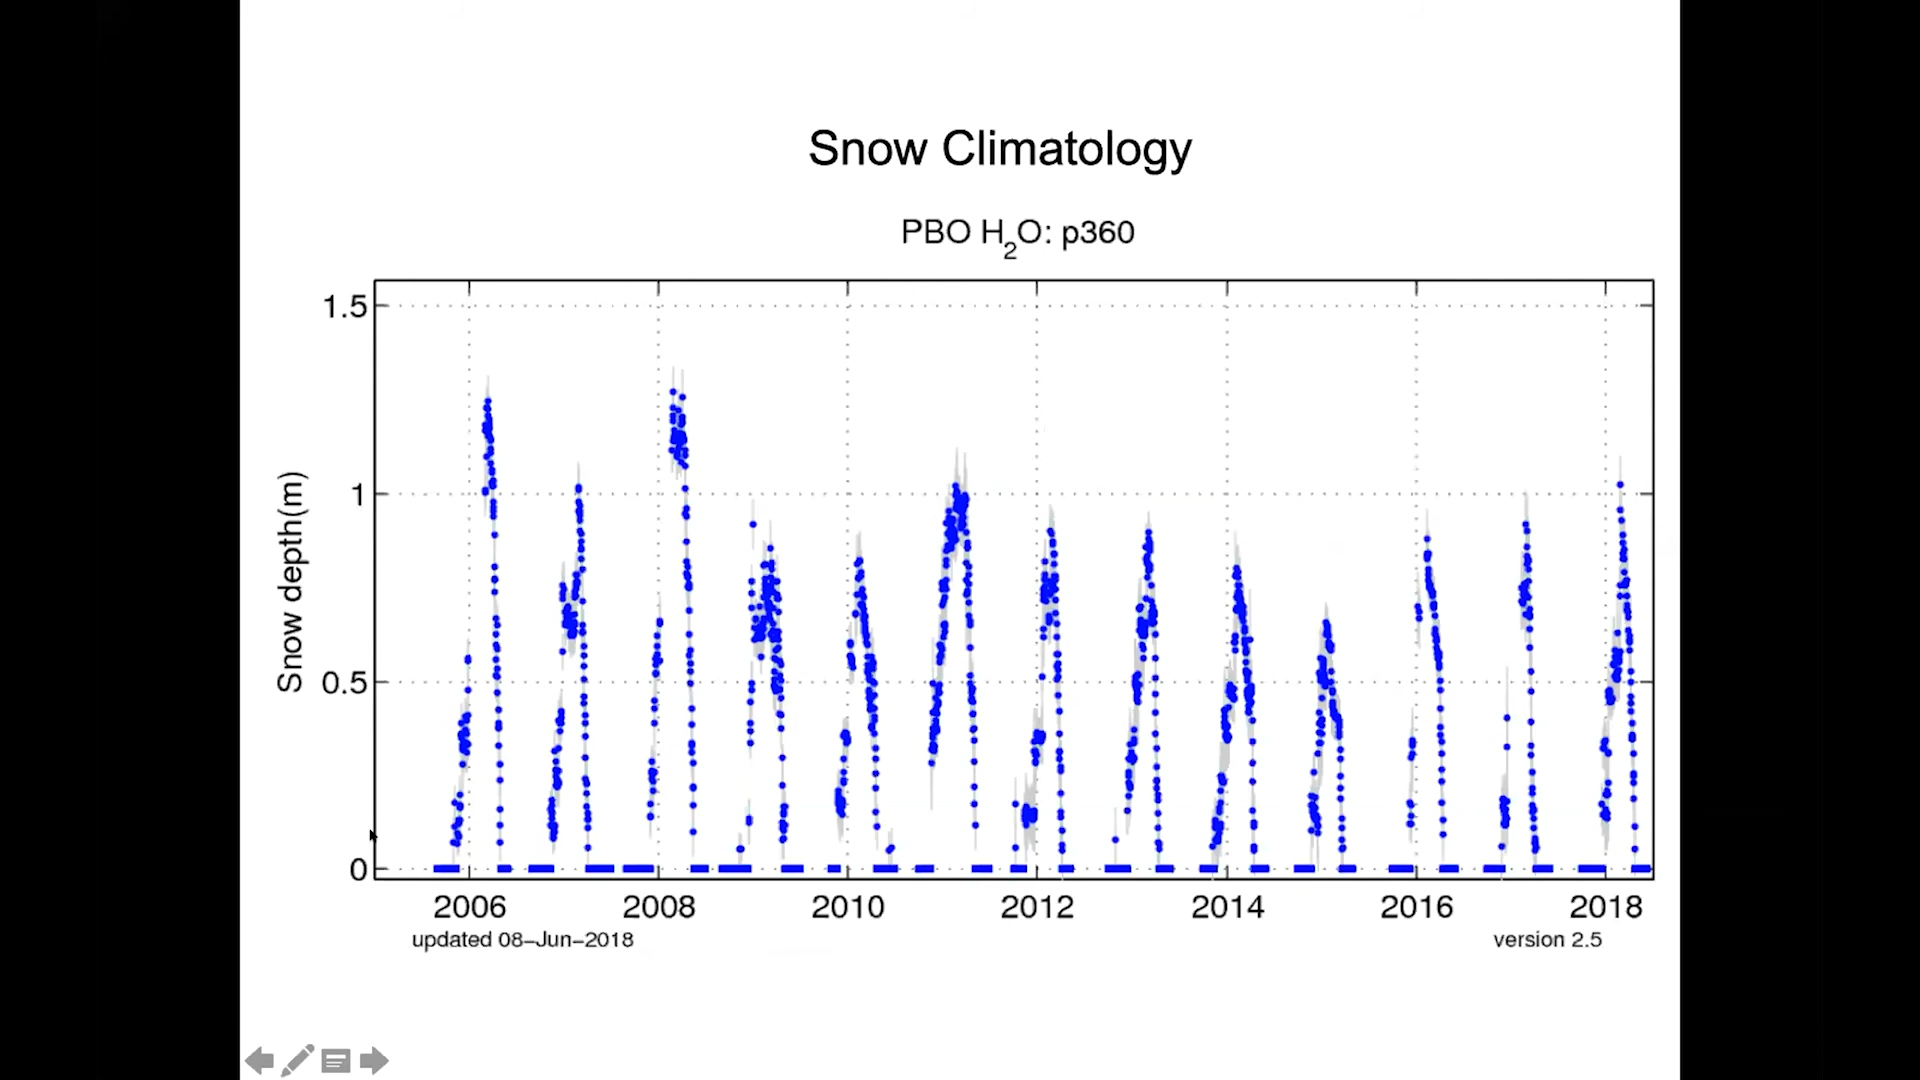 Snow Climatology
PBO H2O: p360
1.5
1
0.5
0
Snow depth(m)
2006 2008 2010 2012 2014 2016 2018
updated 08−Jun−2018 version 2.5